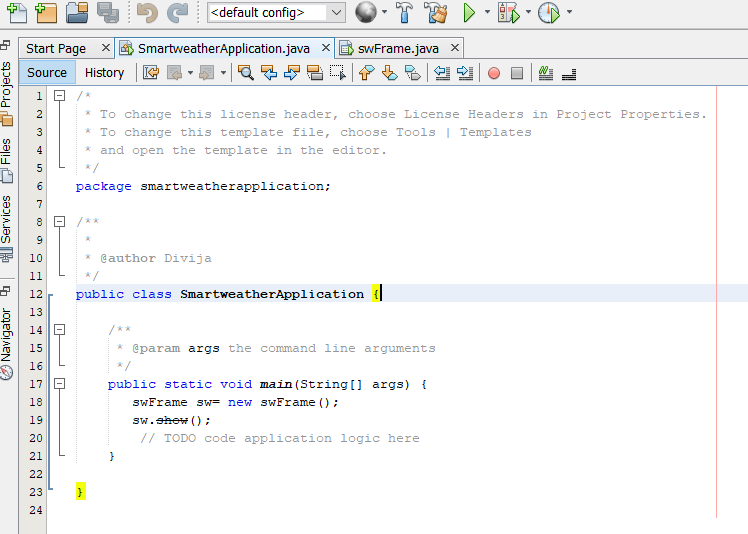 <default config>
Start Page
SmartweatherApplication.java
swFrame.java
Source
History
Projects
Files
Services
Navigator
1 /*
2 * To change this license header, choose License Headers in Project Properties.
3 * To change this template file, choose Tools | Templates
4 * and open the template in the editor.
5 */
6 package smartweatherapplication;
7
8 /**
9 *
10 * @author Divija
11 */
12 public class SmartweatherApplication {
13
14 /**
15 * @param args the command line arguments
16 */
17 public static void main(String[] args) {
18 swFrame sw= new swFrame();
19 sw.show();
20 // TODO code application logic here
21 }
22
23 }
24